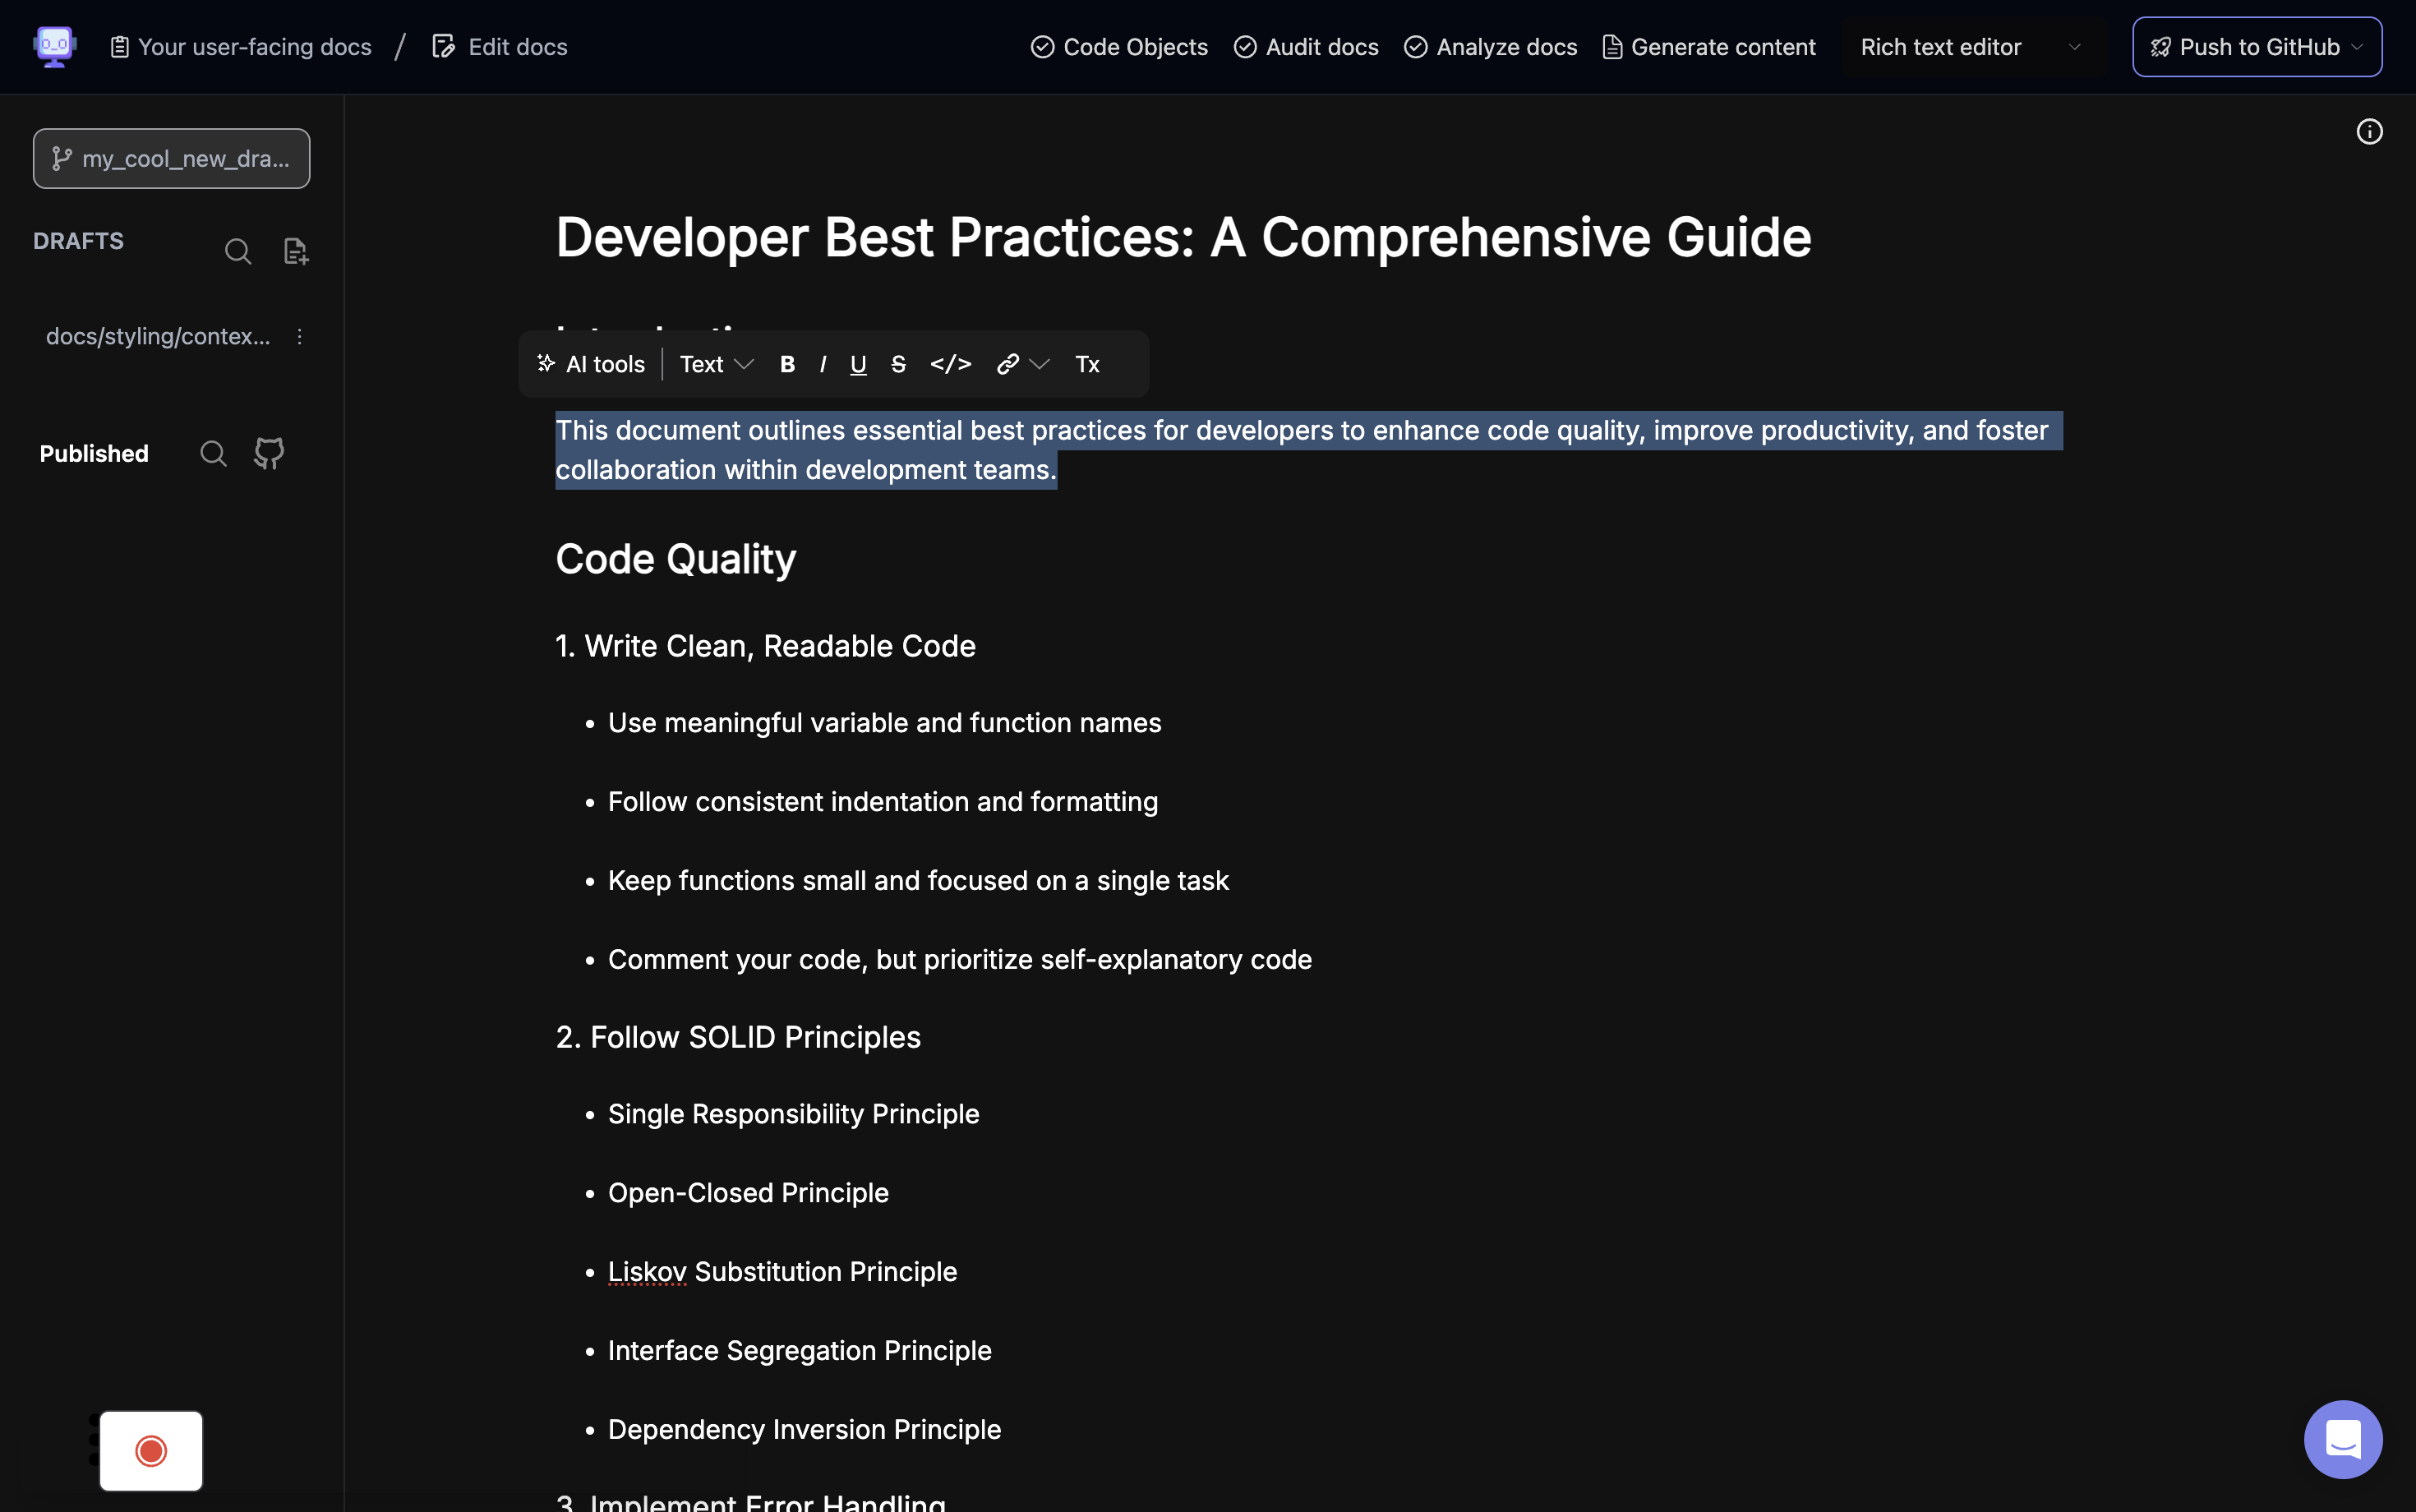 Your user-facing docs / Edit docs
Code Objects Audit docs Analyze docs Generate content Rich text editor Push to GitHub
my_cool_new_dra...
DRAFTS
docs/styling/contex...
Published
Developer Best Practices: A Comprehensive Guide
AI tools Text B I U S </> Tx
This document outlines essential best practices for developers to enhance code quality, improve productivity, and foster
collaboration within development teams.
Code Quality
1. Write Clean, Readable Code
• Use meaningful variable and function names
• Follow consistent indentation and formatting
• Keep functions small and focused on a single task
• Comment your code, but prioritize self-explanatory code
2. Follow SOLID Principles
• Single Responsibility Principle
• Open-Closed Principle
• Liskov Substitution Principle
• Interface Segregation Principle
• Dependency Inversion Principle
3. Implement Error Handling